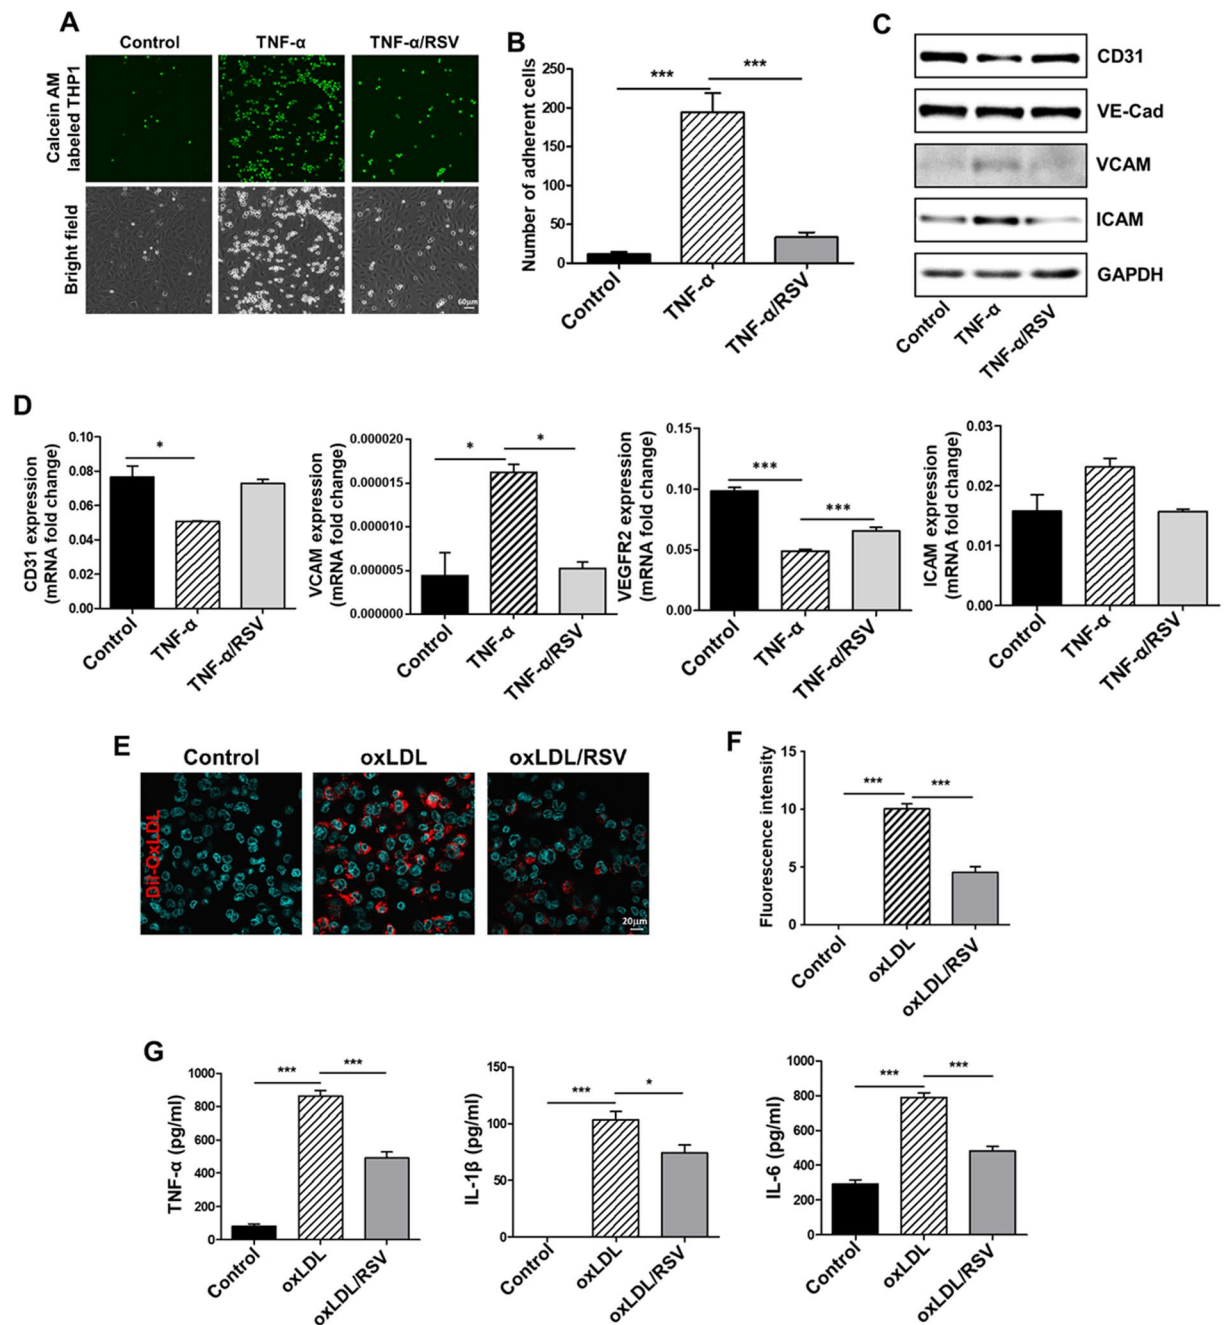 A
Control
TNF-α
TNF-α/RSV
Calcein AM
labeled THP1
Bright field
60μm
B
Number of adherent cells
250
200
150
100
50
0
***
***
Control
TNF-α
TNF-α/RSV
C
CD31
VE-Cad
VCAM
ICAM
GAPDH
Control
TNF-α
TNF-α/RSV
D
CD31 expression
(mRNA fold change)
0.10
0.08
0.06
0.04
0.02
0.00
*
Control
TNF-α
TNF-α/RSV
VCAM expression
(mRNA fold change)
0.000020
0.000015
0.000010
0.000005
0.000000
*
*
Control
TNF-α
TNF-α/RSV
VEGFR2 expression
(mRNA fold change)
0.15
0.10
0.05
0.00
***
***
Control
TNF-α
TNF-α/RSV
ICAM expression
(mRNA fold change)
0.03
0.02
0.01
0.00
Control
TNF-α
TNF-α/RSV
E
Control
oxLDL
oxLDL/RSV
Dil-OxLDL
20μm
F
Fluorescence intensity
15
10
5
0
***
***
Control
oxLDL
oxLDL/RSV
G
TNF-α (pg/ml)
1000
800
600
400
200
0
***
***
Control
oxLDL
oxLDL/RSV
IL-1β (pg/ml)
150
100
50
0
***
*
Control
oxLDL
oxLDL/RSV
IL-6 (pg/ml)
1000
800
600
400
200
0
***
***
Control
oxLDL
oxLDL/RSV